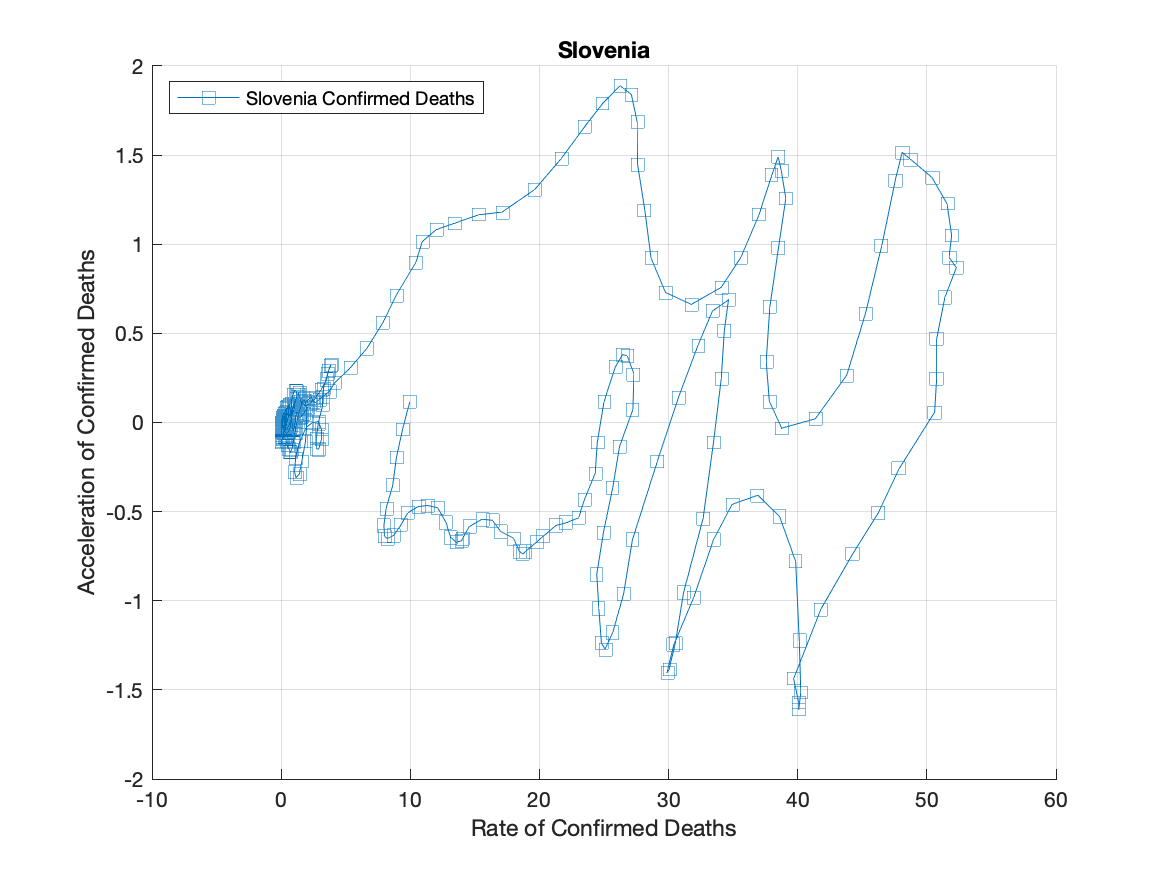 Slovenia
Slovenia Confirmed Deaths
2
1.5
1
0.5
0
-0.5
-1
-1.5
-2
Acceleration of Confirmed Deaths
-10 0 10 20 30 40 50 60
Rate of Confirmed Deaths